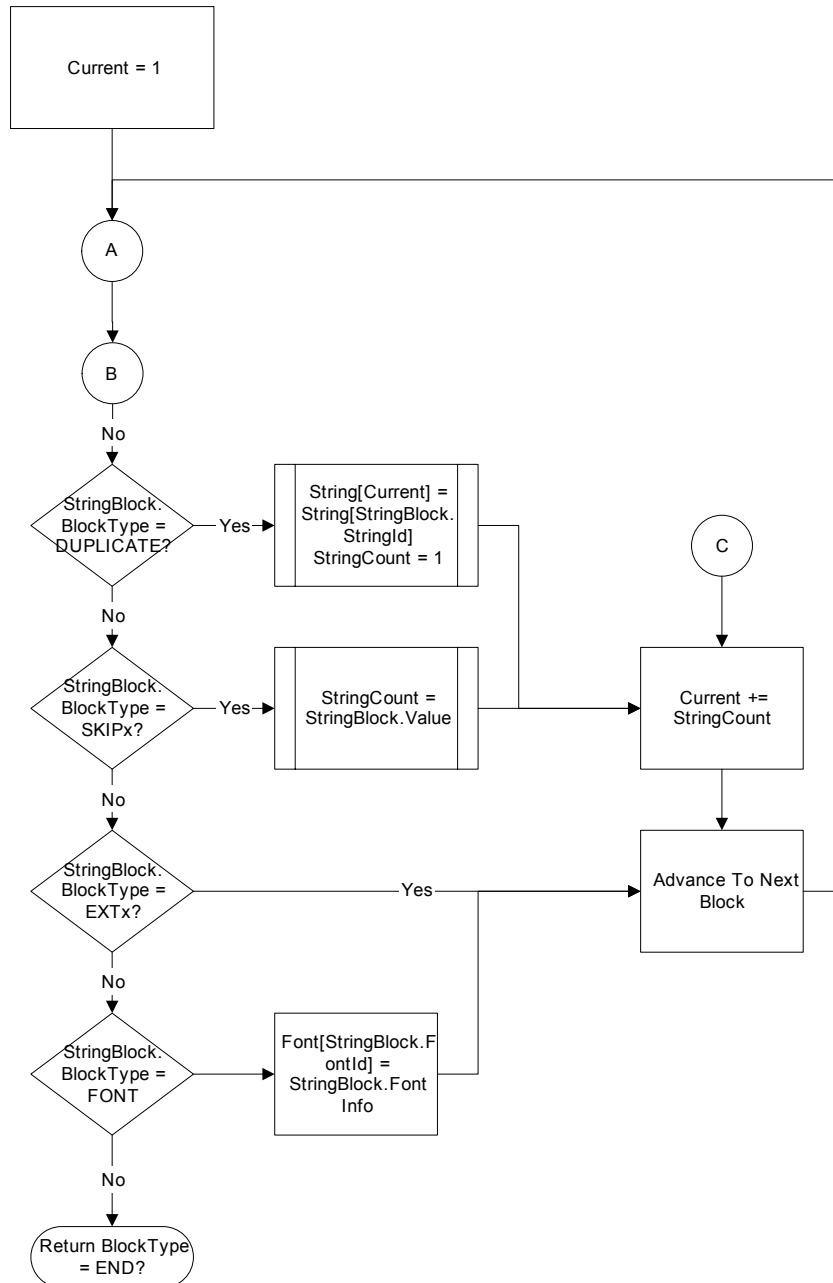 Current = 1
A
B
No
StringBlock.
BlockType =
DUPLICATE?
Yes
String[Current] =
String[StringBlock.
StringId]
StringCount = 1
C
No
StringBlock.
BlockType =
SKIPx?
Yes
StringCount =
StringBlock.Value
Current +=
StringCount
No
StringBlock.
BlockType =
EXTx?
Yes
Advance To Next
Block
No
StringBlock.
BlockType =
FONT
Font[StringBlock.F
ontId] =
StringBlock.Font
Info
No
Return BlockType
= END?